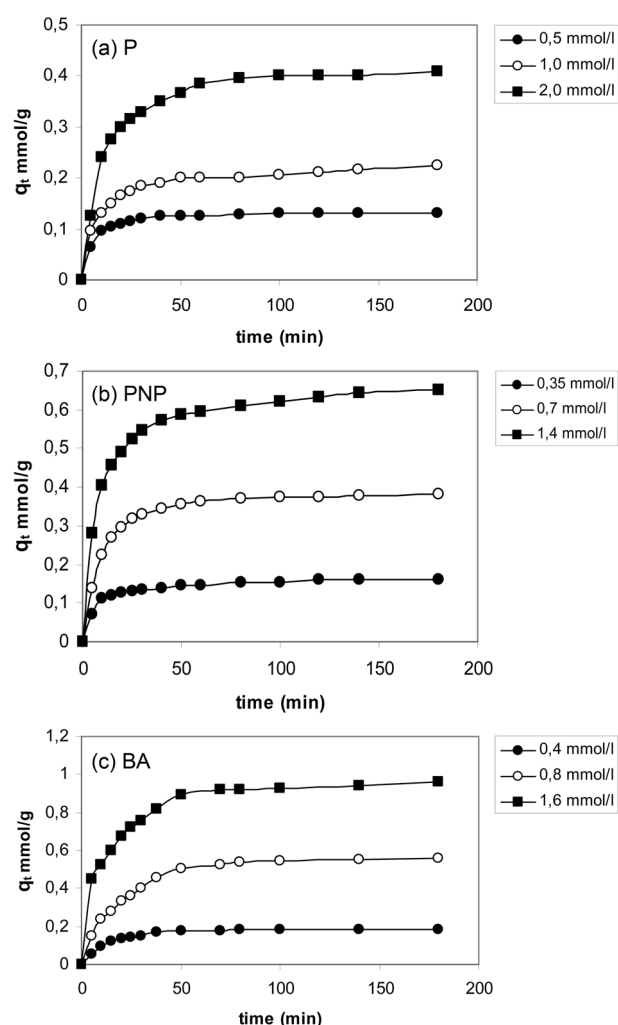 (a) P
0,5 mmol/l
1,0 mmol/l
2,0 mmol/l
qt mmol/g
0,5
0,4
0,3
0,2
0,1
0
0 50 100 150 200
time (min)
(b) PNP
0,35 mmol/l
0,7 mmol/l
1,4 mmol/l
qt mmol/g
0,7
0,6
0,5
0,4
0,3
0,2
0,1
0
0 50 100 150 200
time (min)
(c) BA
0,4 mmol/l
0,8 mmol/l
1,6 mmol/l
qt mmol/g
1,2
1
0,8
0,6
0,4
0,2
0
0 50 100 150 200
time (min)